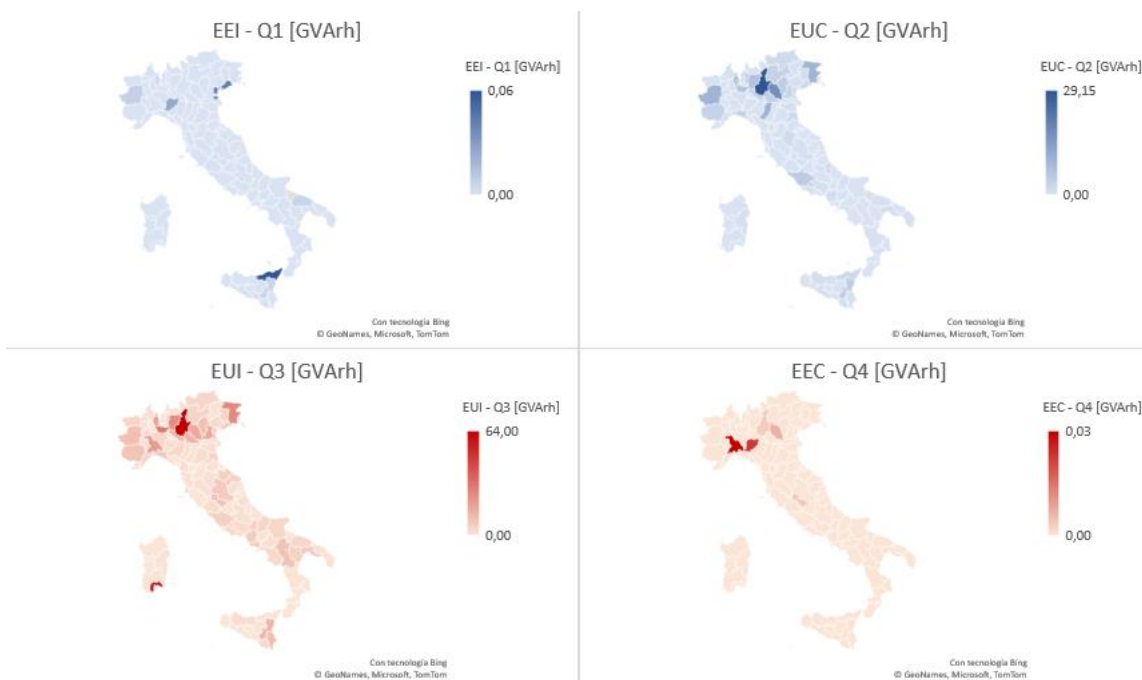 EEI - Q1 [GVArh]
EEI - Q1 [GVArh]
0,06
0,00
Con tecnologia Bing
© GeoNames, Microsoft, TomTom
EUC - Q2 [GVArh]
EUC - Q2 [GVArh]
29,15
0,00
Con tecnologia Bing
© GeoNames, Microsoft, TomTom
EUI - Q3 [GVArh]
EUI - Q3 [GVArh]
64,00
0,00
Con tecnologia Bing
© GeoNames, Microsoft, TomTom
EEC - Q4 [GVArh]
EEC - Q4 [GVArh]
0,03
0,00
Con tecnologia Bing
© GeoNames, Microsoft, TomTom